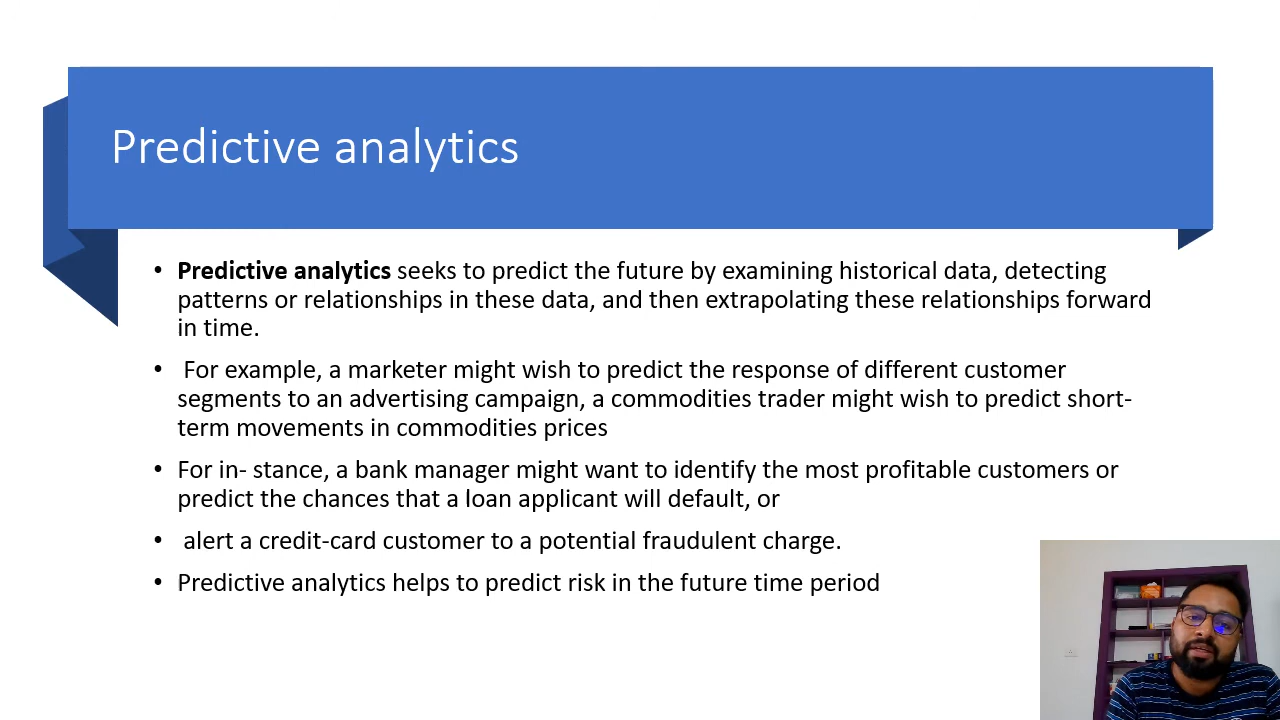 Predictive analytics
• Predictive analytics seeks to predict the future by examining historical data, detecting
patterns or relationships in these data, and then extrapolating these relationships forward
in time.
• For example, a marketer might wish to predict the response of different customer
segments to an advertising campaign, a commodities trader might wish to predict short-
term movements in commodities prices
• For in- stance, a bank manager might want to identify the most profitable customers or
predict the chances that a loan applicant will default, or
• alert a credit-card customer to a potential fraudulent charge.
• Predictive analytics helps to predict risk in the future time period